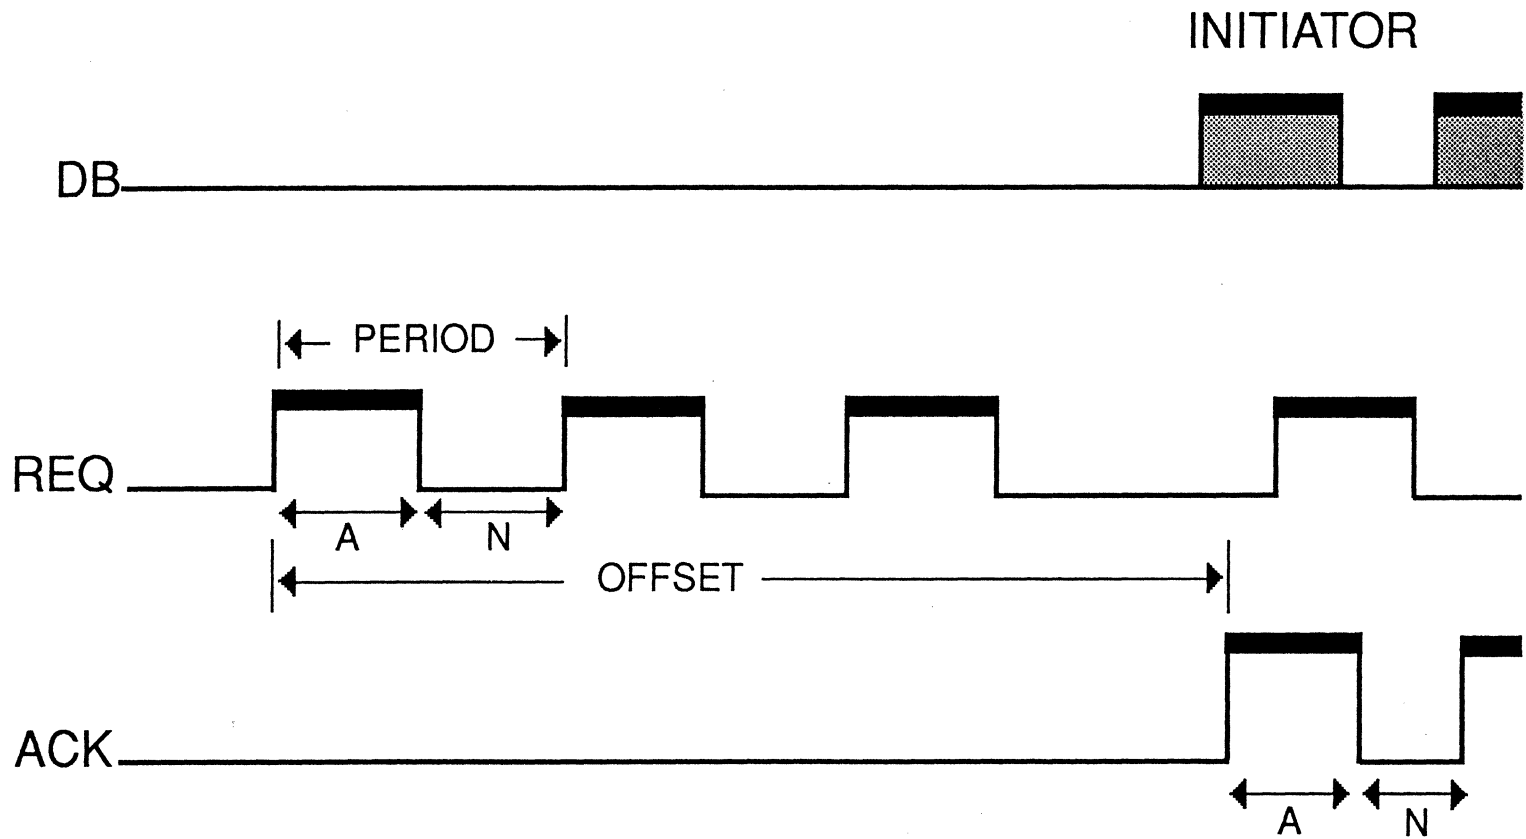 INITIATOR
DB
PERIOD
REQ
A N
OFFSET
ACK
A N